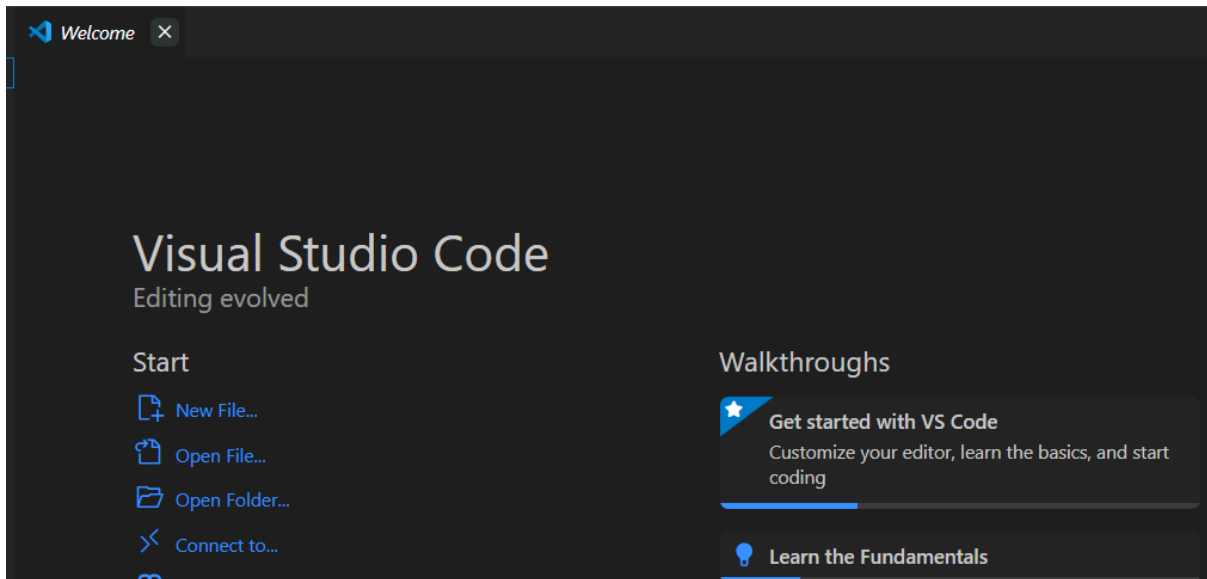 Welcome
Visual Studio Code
Editing evolved
Start
New File...
Open File...
Open Folder...
Connect to...
Walkthroughs
Get started with VS Code
Customize your editor, learn the basics, and start
coding
Learn the Fundamentals